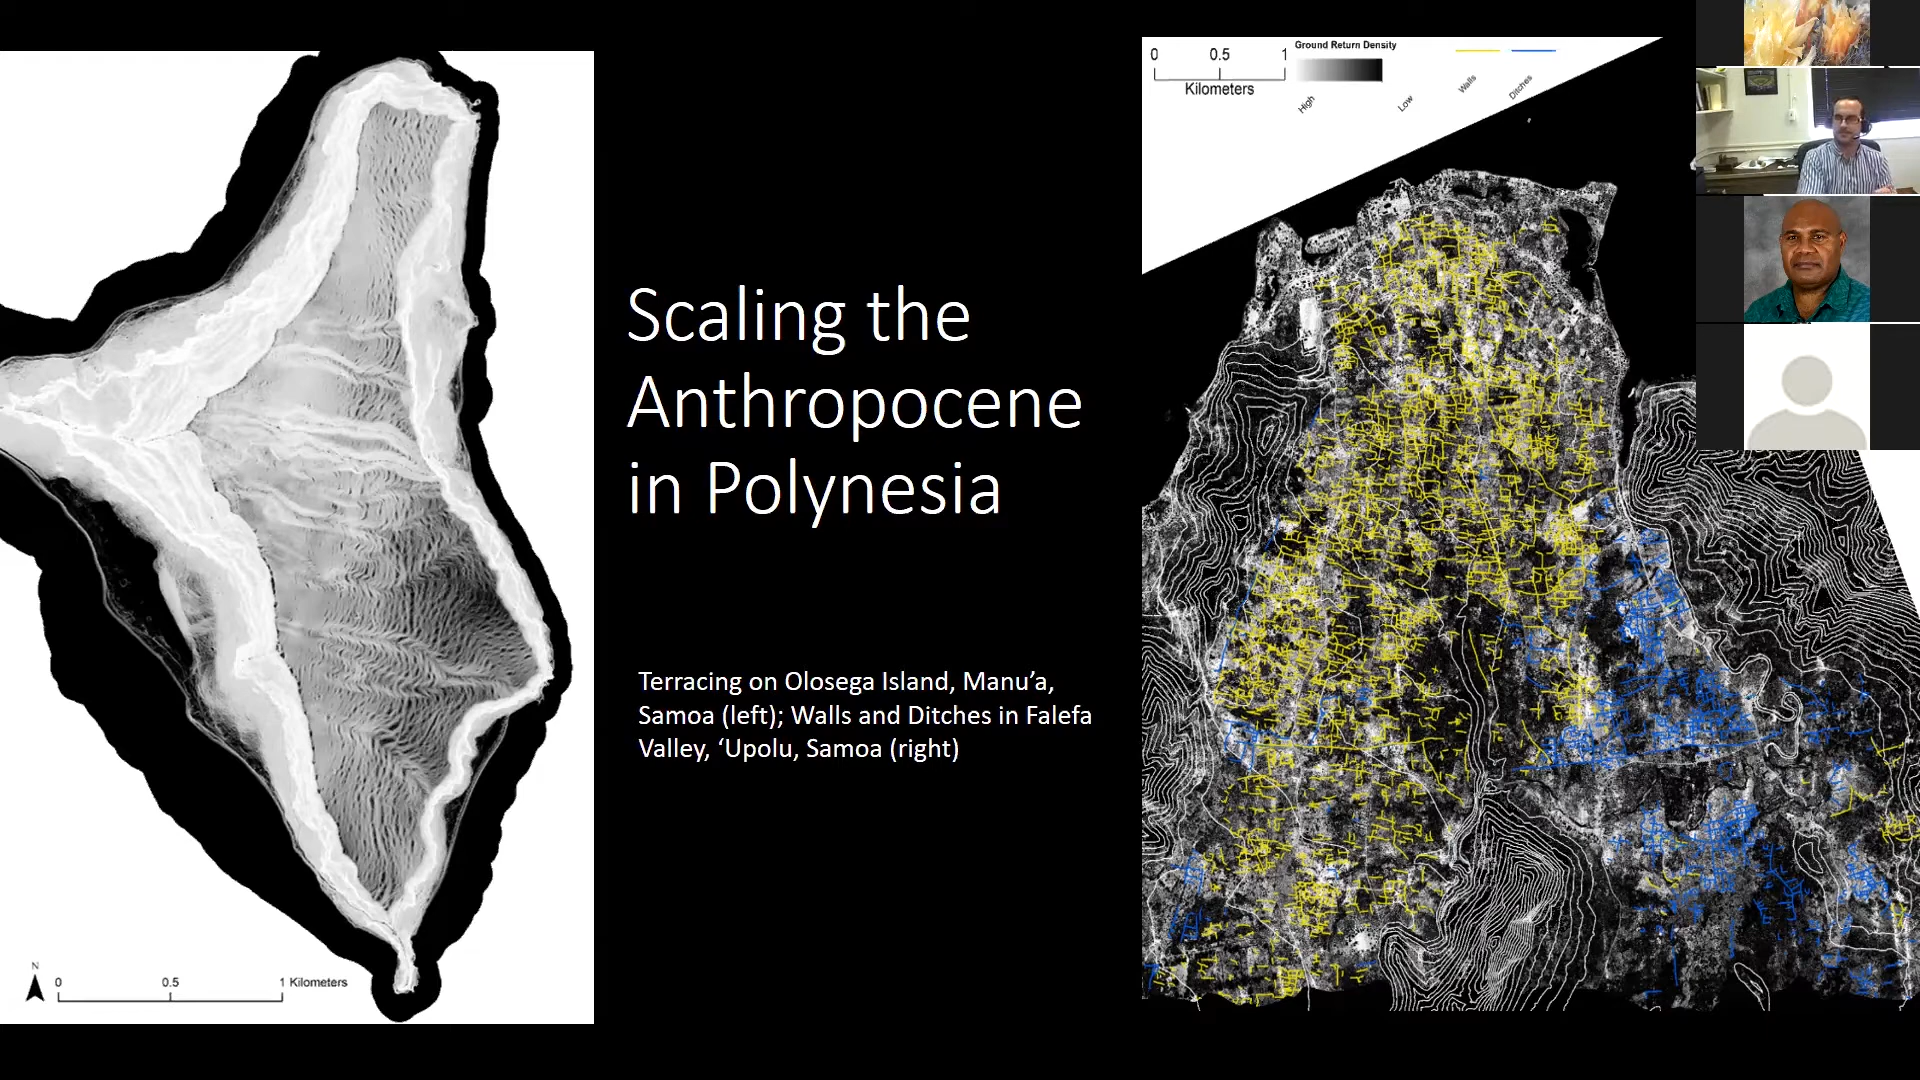 Scaling the
Anthropocene
in Polynesia
Terracing on Olosega Island, Manu’a,
Samoa (left); Walls and Ditches in Falefa
Valley, ‘Upolu, Samoa (right)
N
0 0.5 1 Kilometers
0 0.5 1
Kilometers
Ground Return Density
High
Low
Walls
Ditches